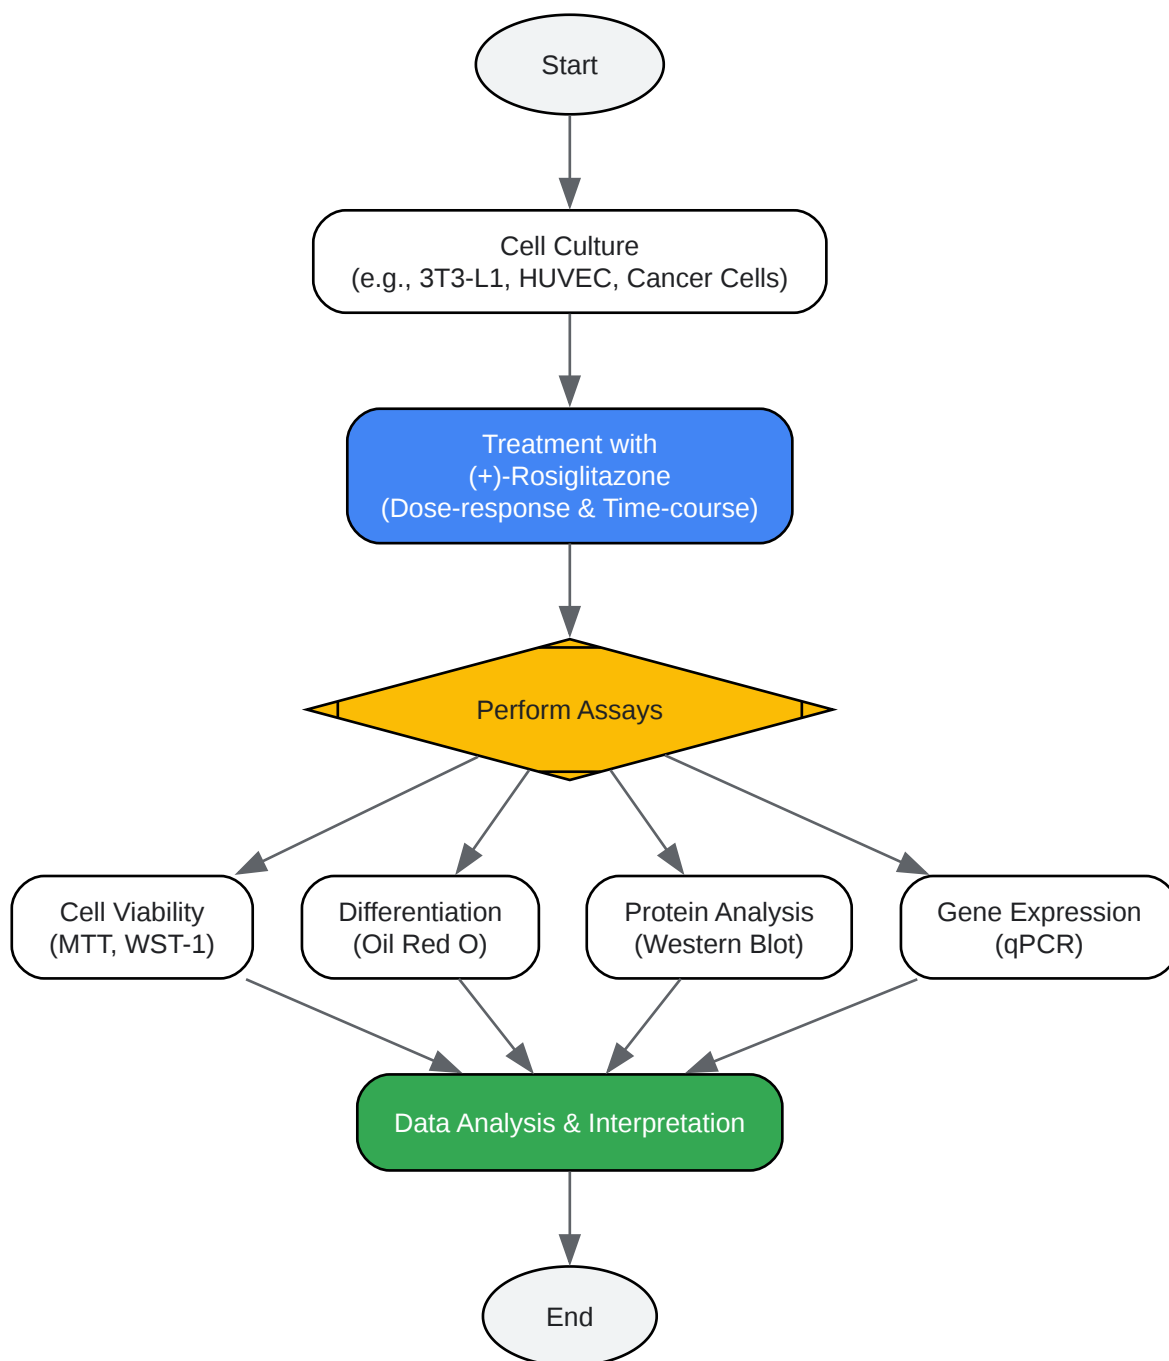 Start
Cell Culture
(e.g., 3T3-L1, HUVEC, Cancer Cells)
Treatment with
(+)-Rosiglitazone
(Dose-response & Time-course)
Perform Assays
Cell Viability
(MTT, WST-1)
Differentiation
(Oil Red O)
Protein Analysis
(Western Blot)
Gene Expression
(qPCR)
Data Analysis & Interpretation
End